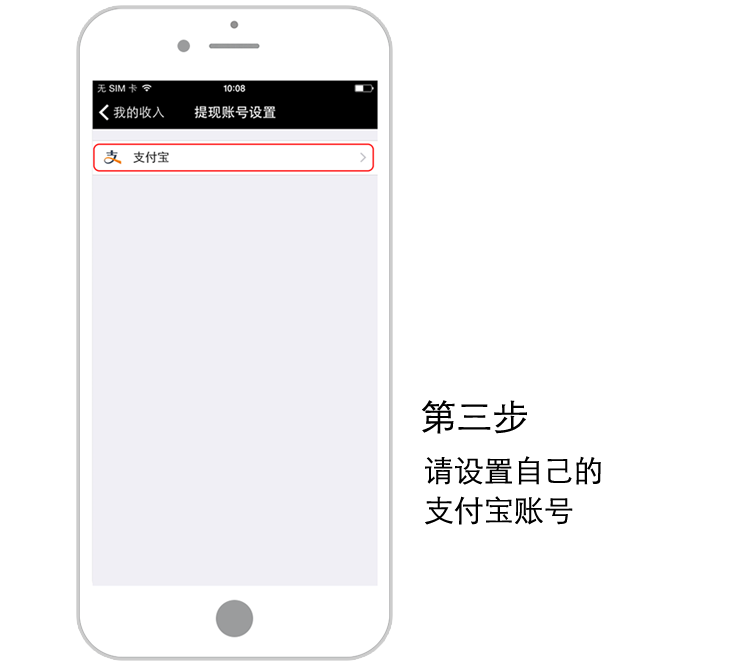 无 SIM 卡 10:08
我的收入 提现账号设置
支 支付宝
第三步
请设置自己的
支付宝账号